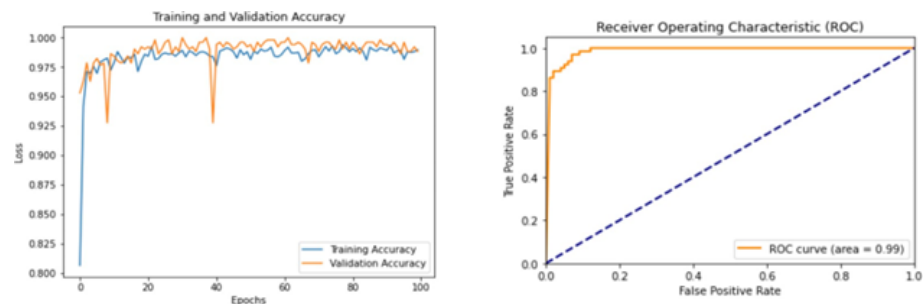 Training and Validation Accuracy
1.000
0.975
0.950
0.925
0.900
0.875
0.850
0.825
0.800
Loss
0 20 40 60 80 100
Epochs
Training Accuracy
Validation Accuracy
Receiver Operating Characteristic (ROC)
1.0
0.8
0.6
0.4
0.2
0.0
True Positive Rate
0.0 0.2 0.4 0.6 0.8 1.0
False Positive Rate
ROC curve (area = 0.99)